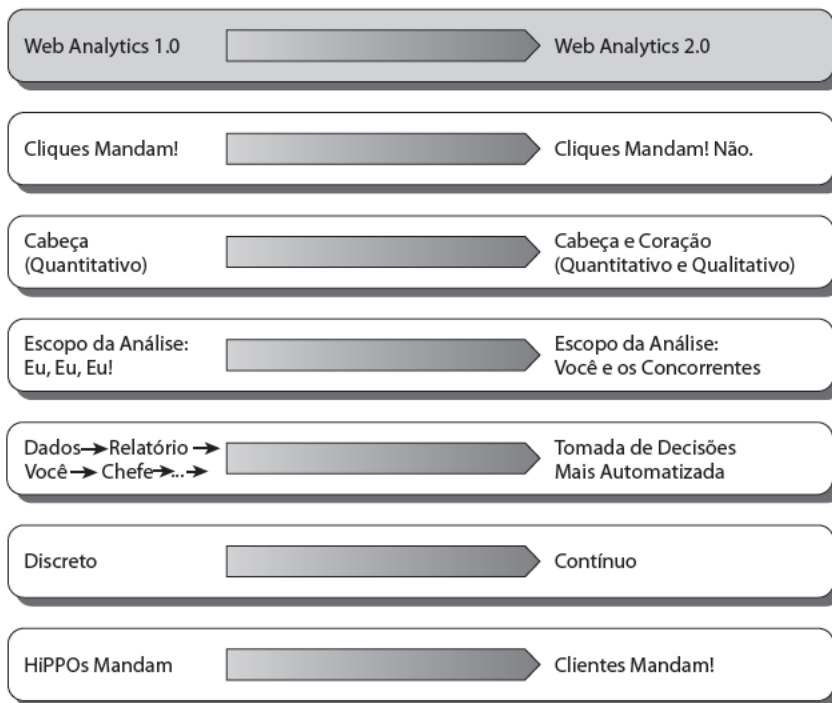 Web Analytics 1.0
Web Analytics 2.0
Cliques Mandam!
Cliques Mandam! Não.
Cabeça
(Quantitativo)
Cabeça e Coração
(Quantitativo e Qualitativo)
Escopo da Análise:
Eu, Eu, Eu!
Escopo da Análise:
Você e os Concorrentes
Dados→Relatório →
Você→ Chefe→...→
Tomada de Decisões
Mais Automatizada
Discreto
Contínuo
HiPPOs Mandam
Clientes Mandam!